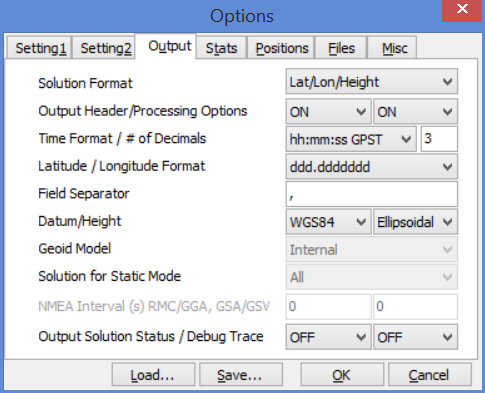 Options
Setting1 Setting2 Output Stats Positions Files Misc
Solution Format Lat/Lon/Height
Output Header/Processing Options ON ON
Time Format / # of Decimals hh:mm:ss GPST 3
Latitude / Longitude Format ddd.ddddddd
Field Separator ,
Datum/Height WGS84 Ellipsoidal
Geoid Model Internal
Solution for Static Mode All
NMEA Interval (s) RMC/GGA, GSA/GSV 0 0
Output Solution Status / Debug Trace OFF OFF
Load... Save... OK Cancel